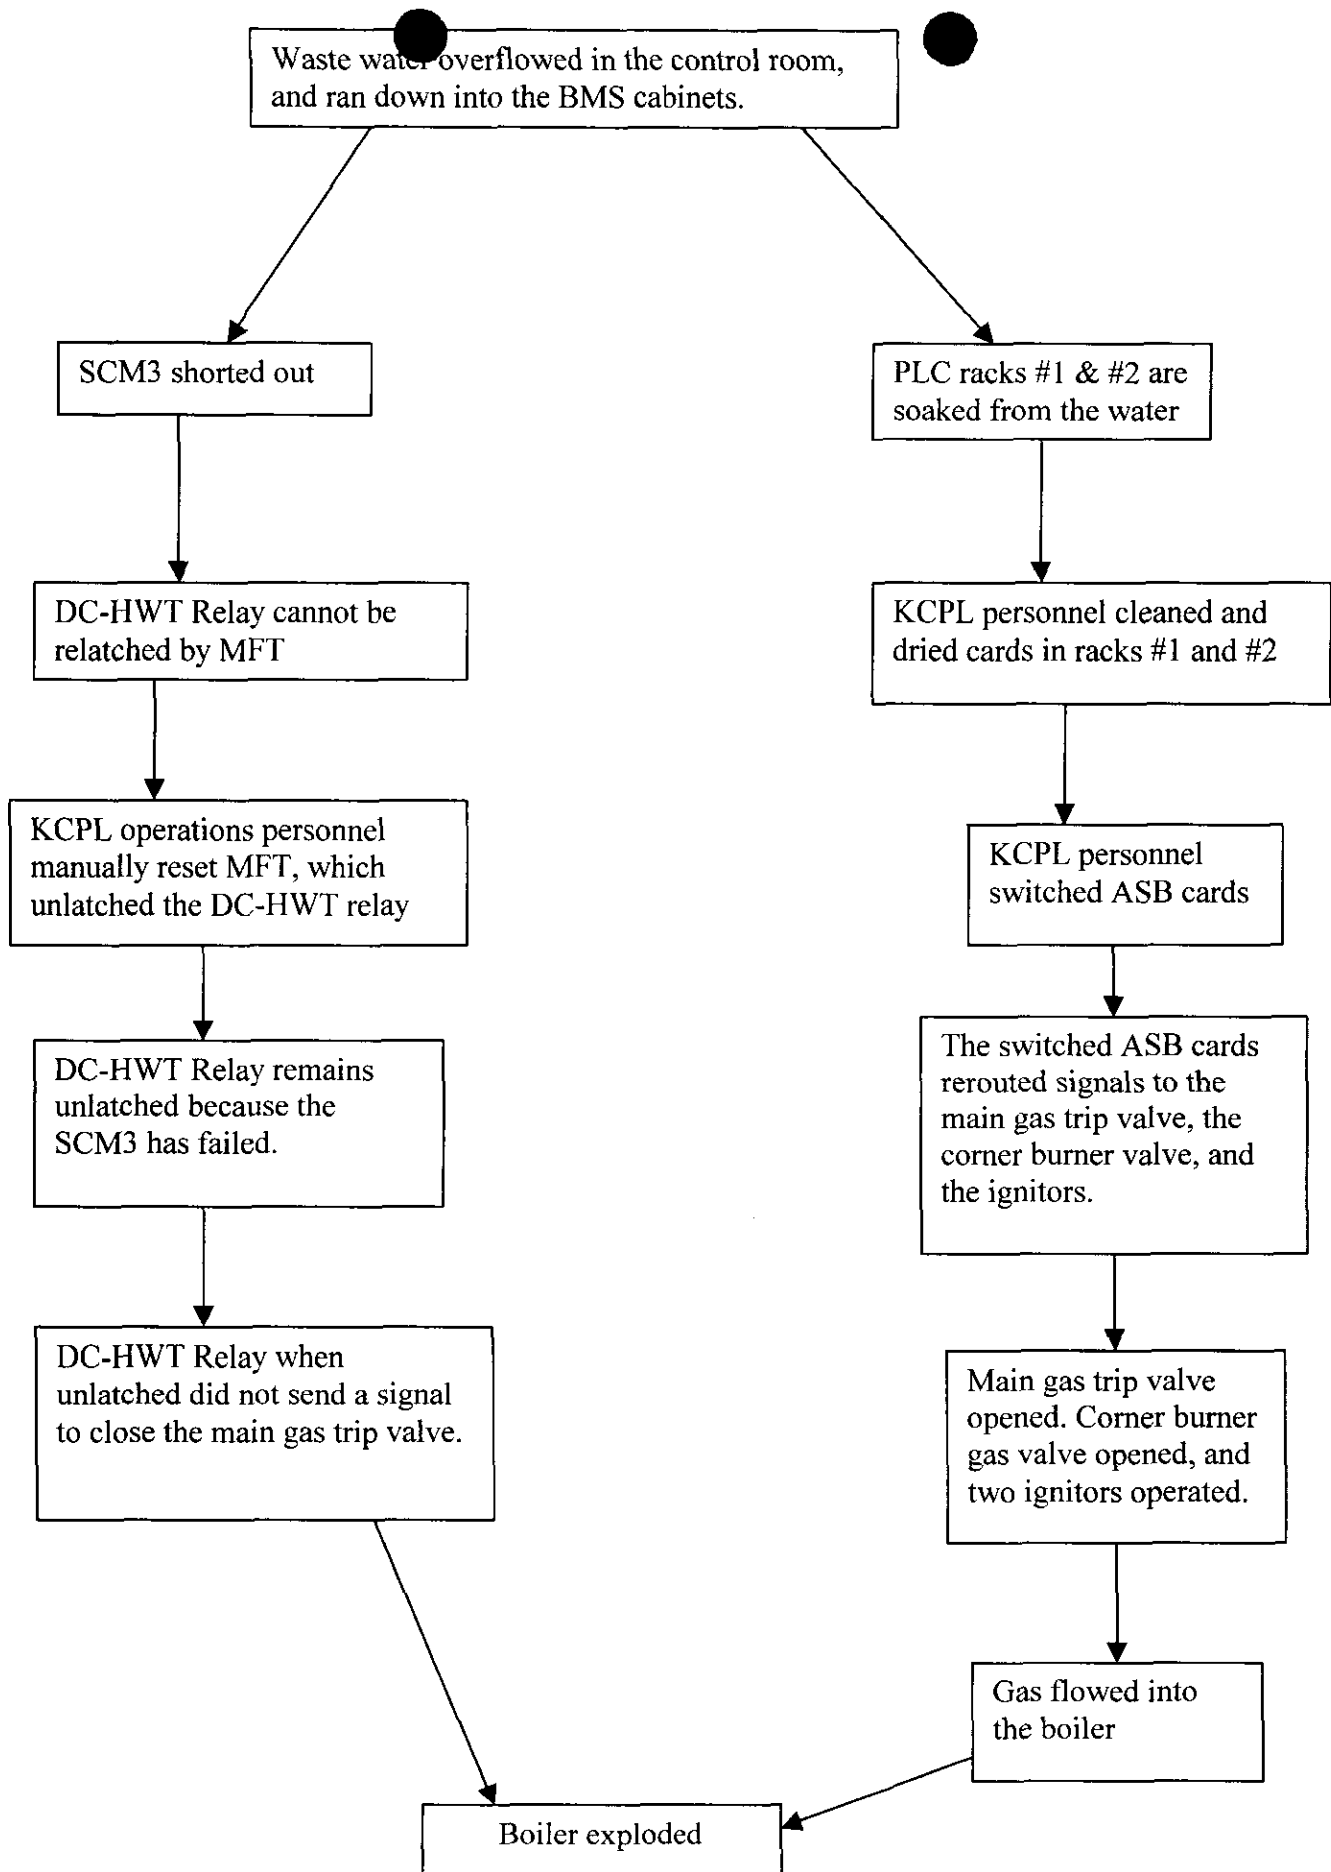 Waste water overflowed in the control room,
and ran down into the BMS cabinets.
SCM3 shorted out
PLC racks #1 & #2 are
soaked from the water
DC-HWT Relay cannot be
relatched by MFT
KCPL personnel cleaned and
dried cards in racks #1 and #2
KCPL operations personnel
manually reset MFT, which
unlatched the DC-HWT relay
KCPL personnel
switched ASB cards
DC-HWT Relay remains
unlatched because the
SCM3 has failed.
The switched ASB cards
rerouted signals to the
main gas trip valve, the
corner burner valve, and
the ignitors.
DC-HWT Relay when
unlatched did not send a signal
to close the main gas trip valve.
Main gas trip valve
opened. Corner burner
gas valve opened, and
two ignitors operated.
Gas flowed into
the boiler
Boiler exploded